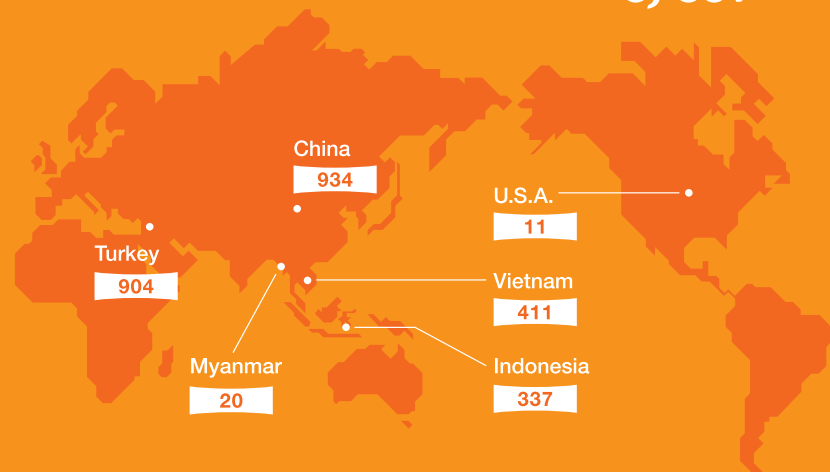 China
934
U.S.A.
11
Turkey
904
Vietnam
411
Myanmar
20
Indonesia
337